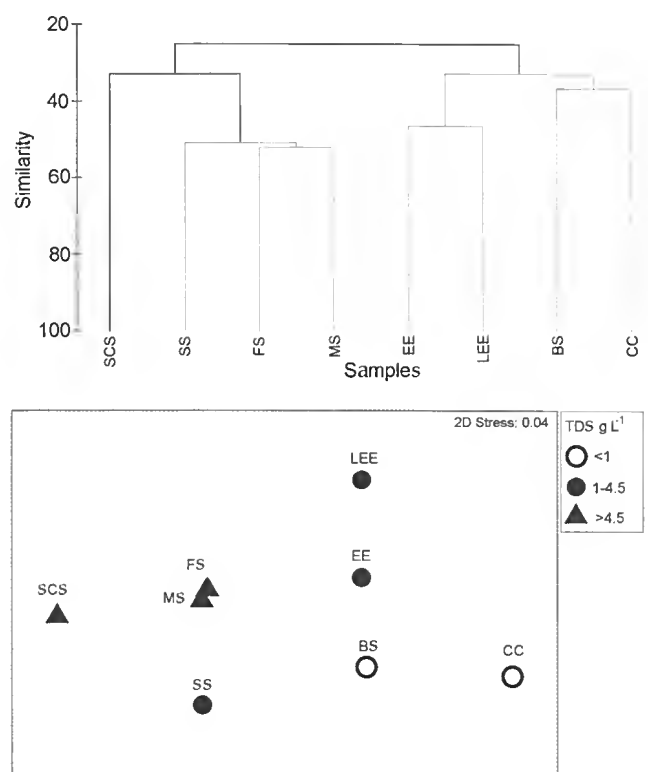 20
40
60
80
100
Similarity
SCS
SS
FS
MS
EE
LEE
BS
CC
Samples
2D Stress: 0.04
TDS g L⁻¹
<1
1-4.5
>4.5
LEE
FS
EE
SCS
MS
BS
CC
SS